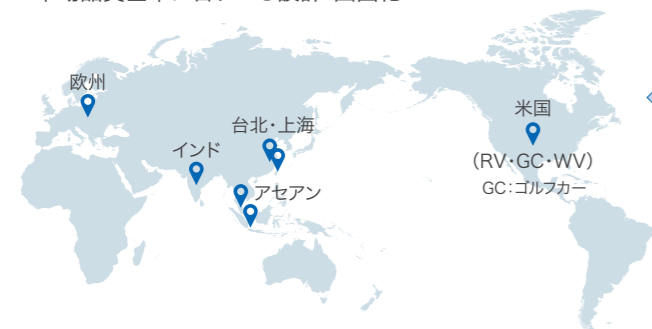 欧州
台北・上海
インド
アセアン
米国
(RV・GC・WV)
GC:ゴルフカー